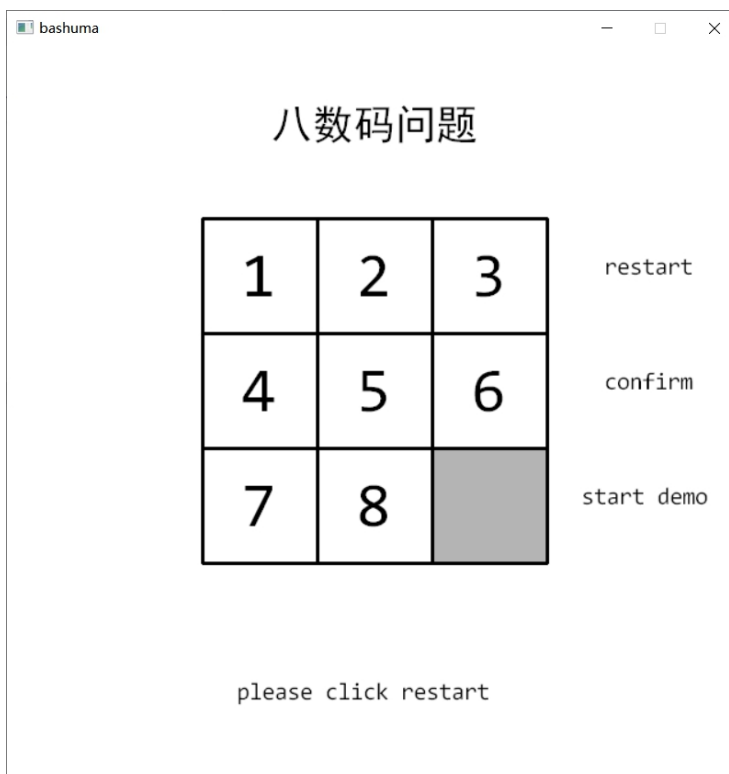 bashuma
八数码问题
1 2 3
restart
4 5 6
confirm
7 8
start demo
please click restart